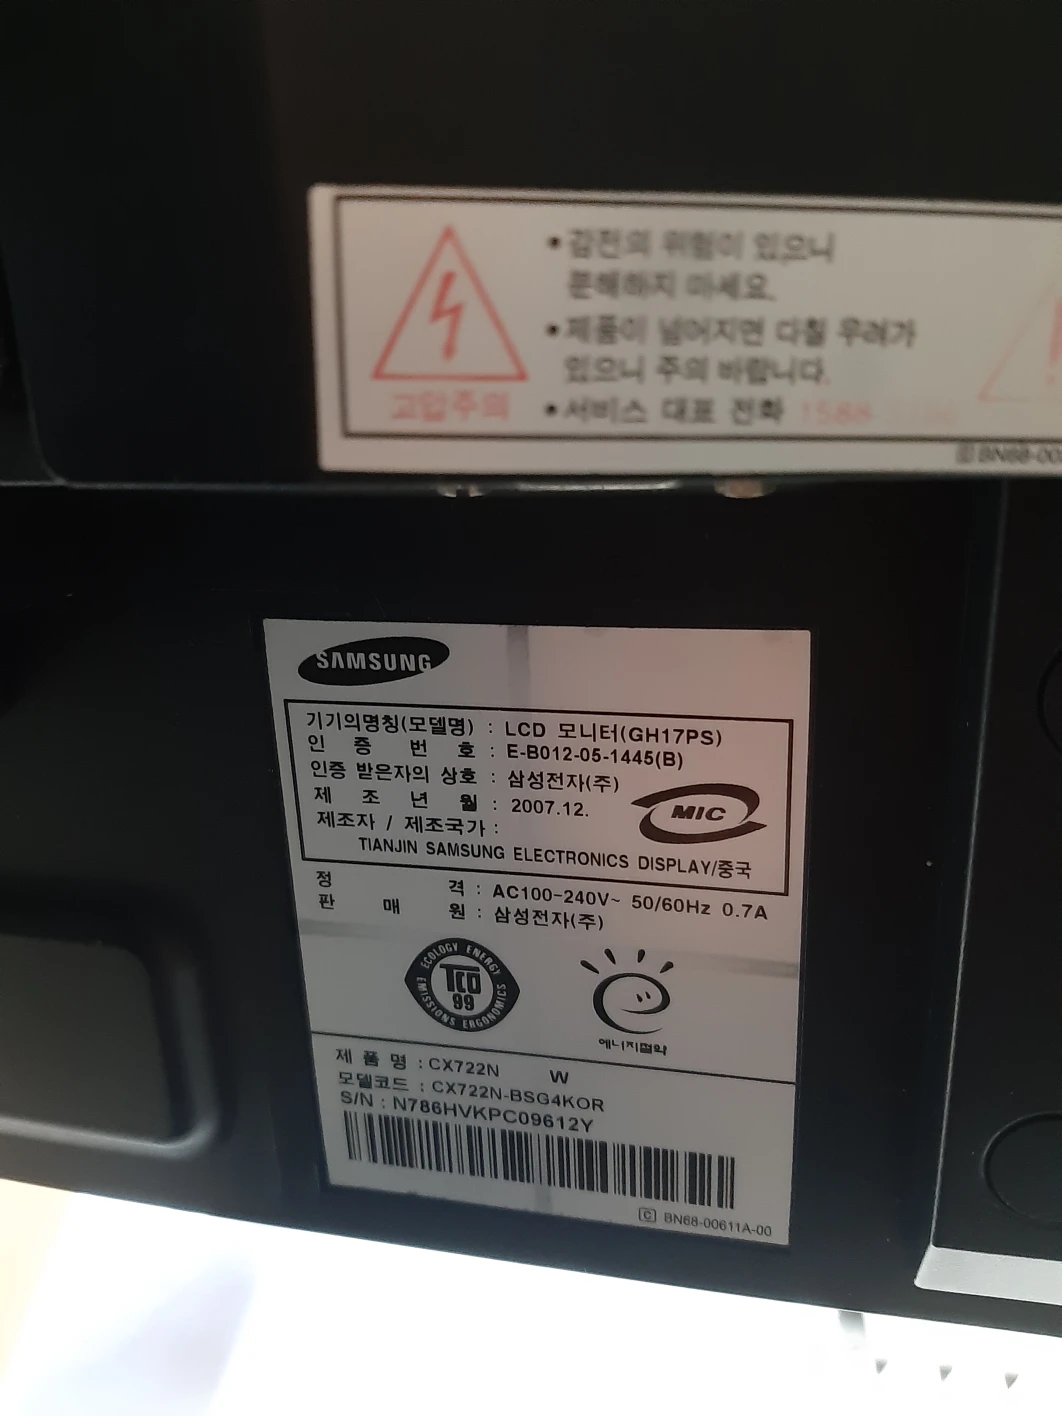 •감전의 위험이 있으니
분해하지 마세요.
•제품이 넘어지면 다칠 우려가
있으니 주의 바랍니다.
고압주의
•서비스 대표 전화 1588
BN68-00
SAMSUNG
기기의명칭(모델명) : LCD 모니터(GH17PS)
인 증 번 호 : E-B012-05-1445(B)
인증 받은자의 상호 : 삼성전자(주)
제 조 년 월 : 2007.12.
MIC
제조자 / 제조국가 :
TIANJIN SAMSUNG ELECTRONICS DISPLAY/중국
정 격 : AC100-240V~ 50/60Hz 0.7A
판 매 원 : 삼성전자(주)
ECOLOGY ENERGY
TCO
99
EMISSIONS ERGONOMICS
에너지절약
제 품 명 : CX722N W
모델코드 : CX722N-BSG4KOR
S/N : N786HVKPC09612Y
C BN68-00611A-00